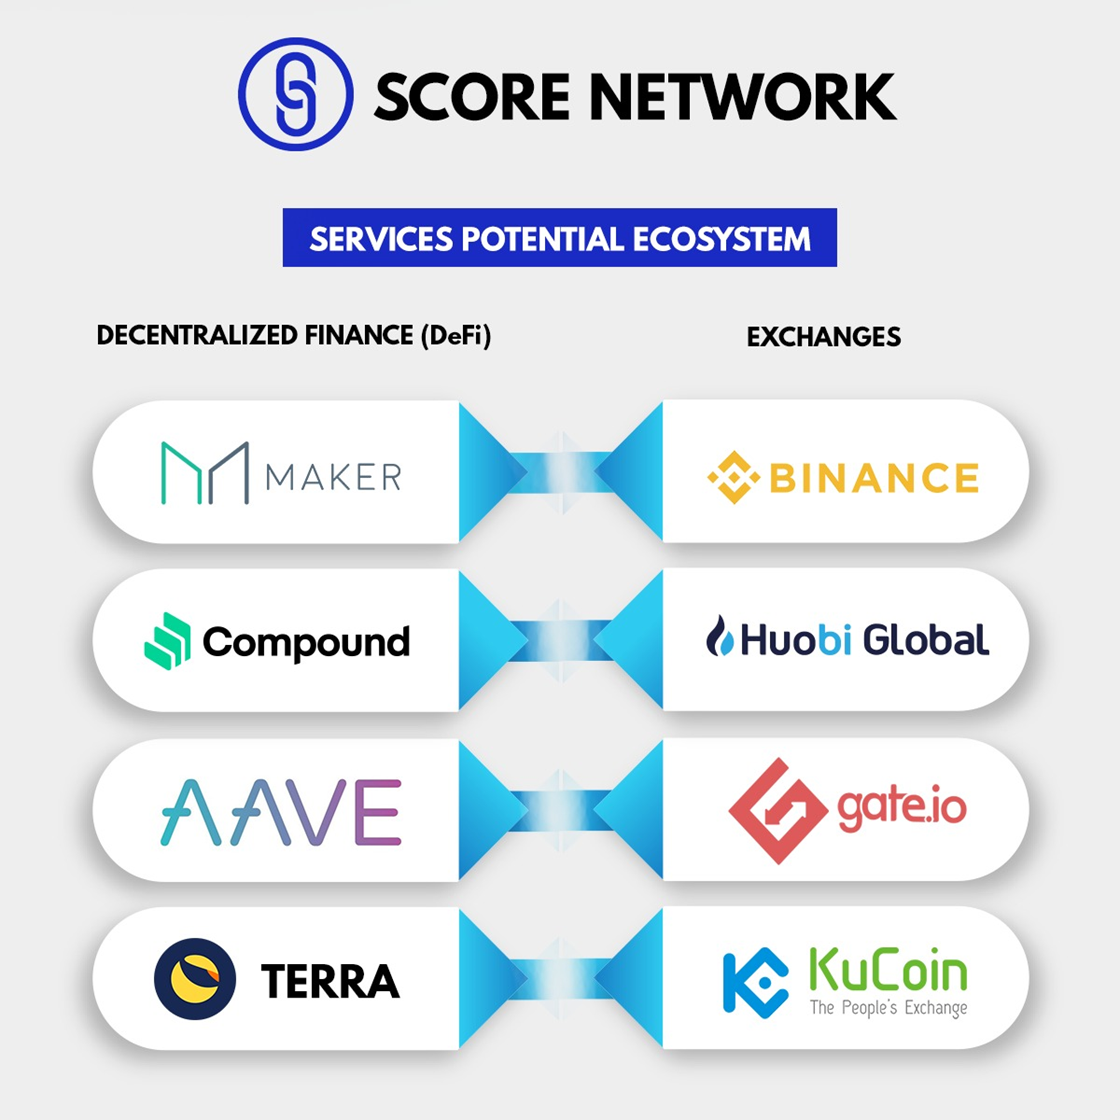 SCORE NETWORK
SERVICES POTENTIAL ECOSYSTEM
DECENTRALIZED FINANCE (DeFi)
EXCHANGES
MAKER
BINANCE
Compound
Huobi Global
AAVE
gate.io
TERRA
KuCoin
The People's Exchange